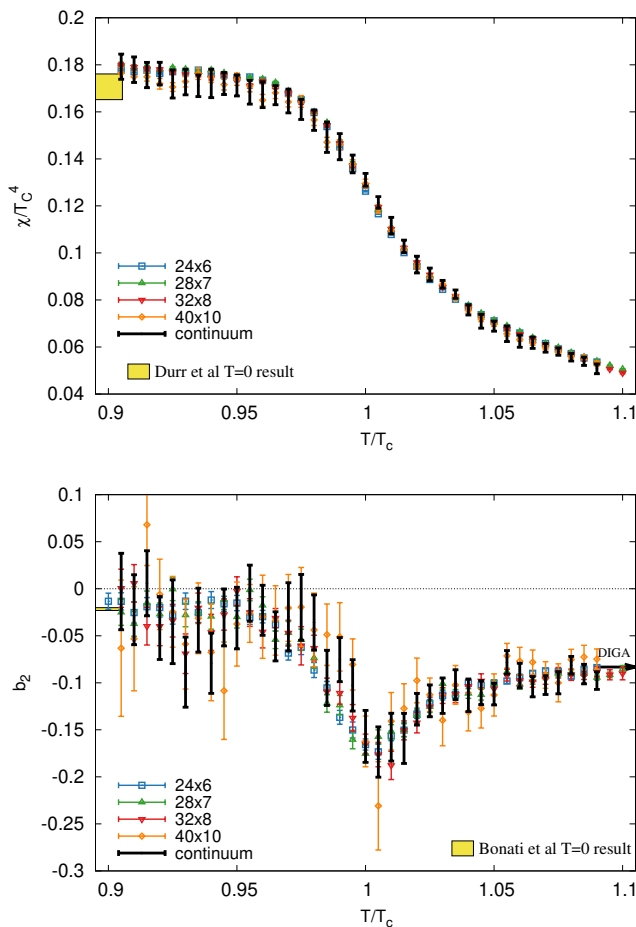 0.2
0.18
0.16
0.14
0.12
0.1
0.08
0.06
0.04
χ/T_C^4
24x6
28x7
32x8
40x10
continuum
Durr et al T=0 result
0.9 0.95 1 1.05 1.1
T/T_c
0.1
0.05
0
-0.05
-0.1
-0.15
-0.2
-0.25
-0.3
b_2
DIGA
24x6
28x7
32x8
40x10
continuum
Bonati et al T=0 result
0.9 0.95 1 1.05 1.1
T/T_c